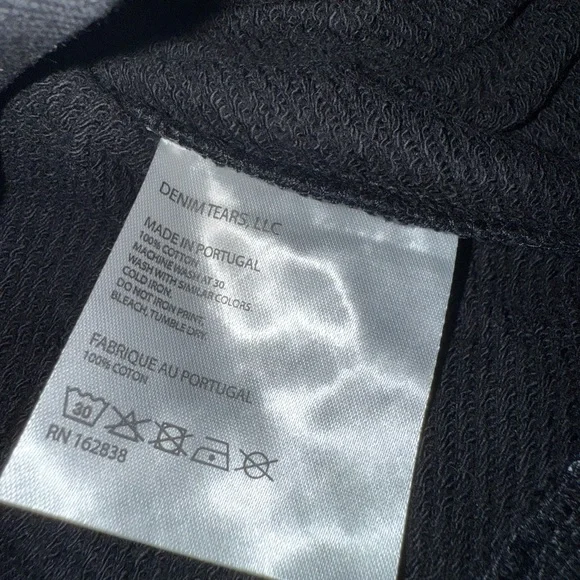 DENIM TEARS, LLC
MADE IN PORTUGAL
100% COTTON.
MACHINE WASH AT 30.
WASH WITH SIMILAR COLORS.
COLD IRON.
DO NOT IRON PRINT.
BLEACH, TUMBLE DRY.
FABRIQUE AU PORTUGAL
100% COTON
30
RN 162838